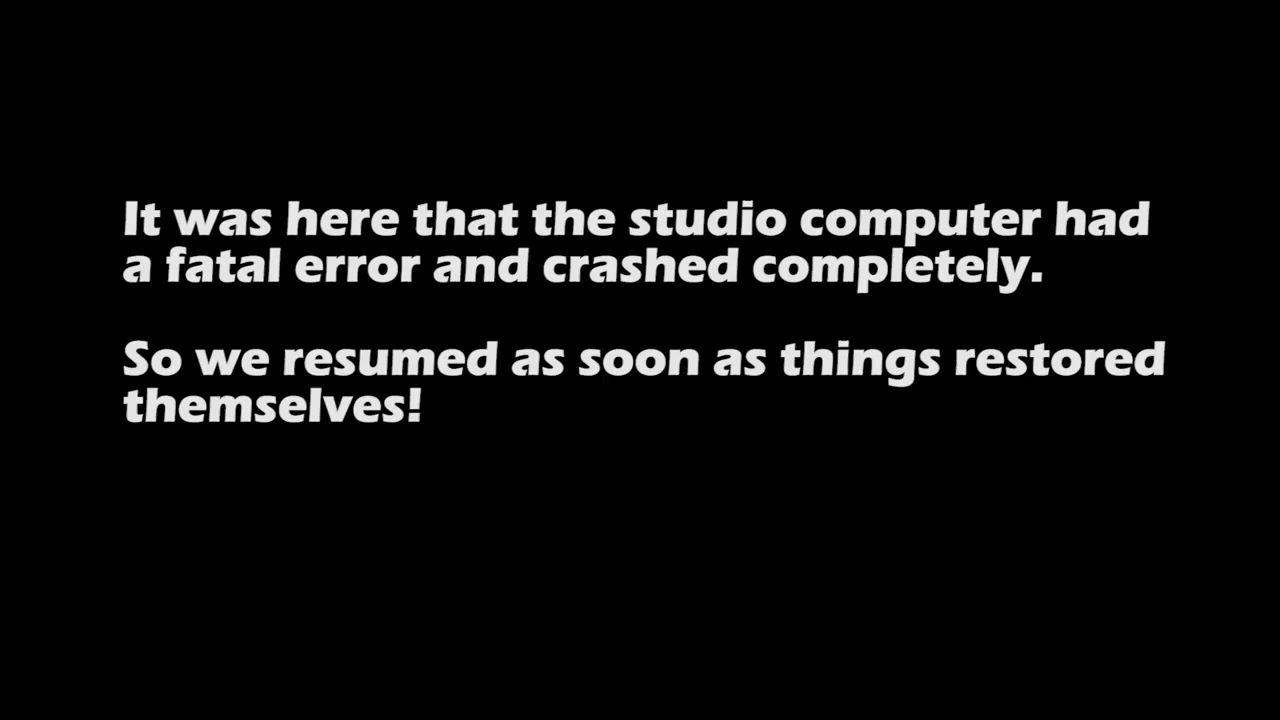 It was here that the studio computer had
a fatal error and crashed completely.
So we resumed as soon as things restored
themselves!